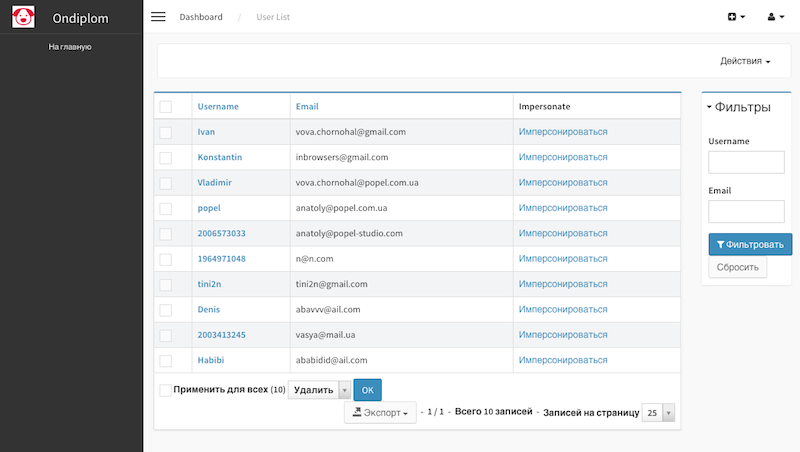 Ondiplom
Dashboard / User List
На главную
Действия
Username Email Impersonate
Ivan vova.chornohal@gmail.com Имперсонироваться
Konstantin inbrowsers@gmail.com Имперсонироваться
Vladimir vova.chornohal@popel.com.ua Имперсонироваться
popel anatoly@popel.com.ua Имперсонироваться
2006573033 anatoly@popel-studio.com Имперсонироваться
1964971048 n@n.com Имперсонироваться
tini2n tini2n@gmail.com Имперсонироваться
Denis abavvv@ail.com Имперсонироваться
2003413245 vasya@mail.ua Имперсонироваться
Habibi ababidid@ail.com Имперсонироваться
Применить для всех (10) Удалить OK
Экспорт - 1 / 1 - Всего 10 записей - Записей на страницу 25
Фильтры
Username
Email
Фильтровать
Сбросить